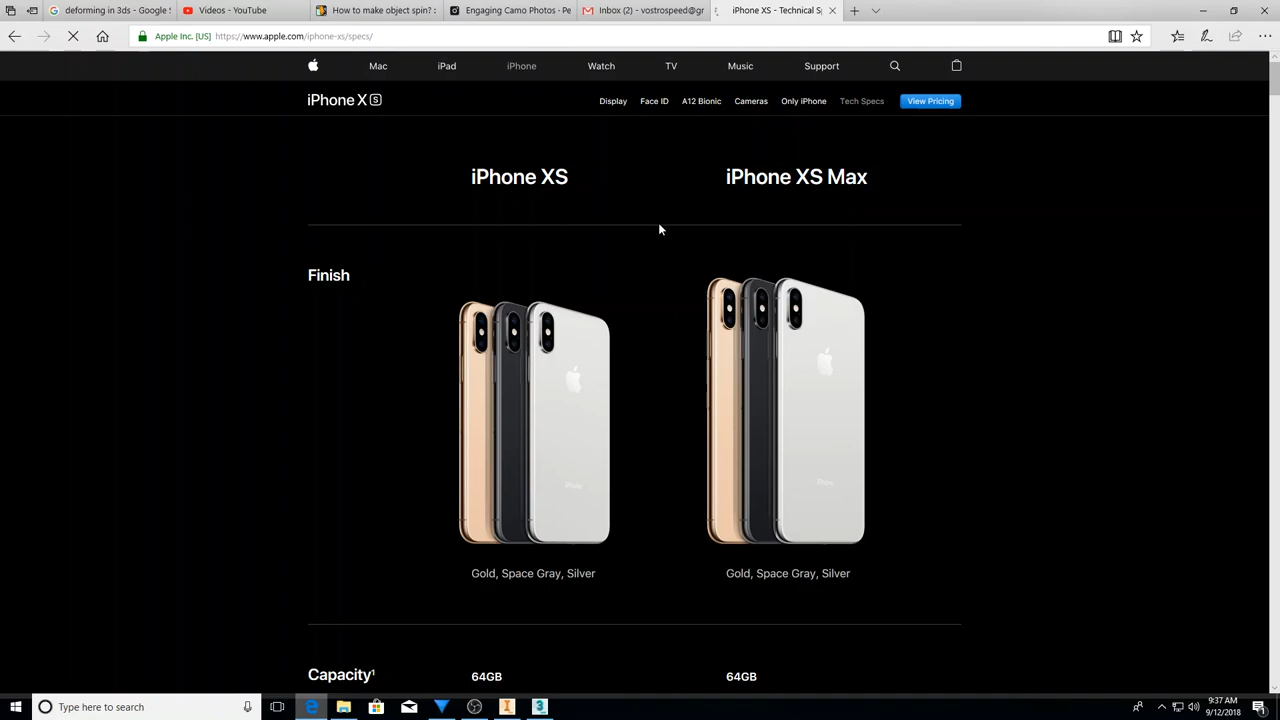 deforming in 3ds - Google S
Videos - YouTube
How to make object spin? :
Engaging Camo Photos - Pe
Inbox (2) - vostrospeed@gr
iPhone XS - Technical Sp
Apple Inc. [US] https://www.apple.com/iphone-xs/specs/
Mac iPad iPhone Watch TV Music Support
iPhone XS
Display Face ID A12 Bionic Cameras Only iPhone Tech Specs View Pricing
iPhone XS iPhone XS Max
Finish
iPhone iPhone
Gold, Space Gray, Silver Gold, Space Gray, Silver
Capacity¹ 64GB 64GB
Type here to search
9:37 AM
9/12/2018